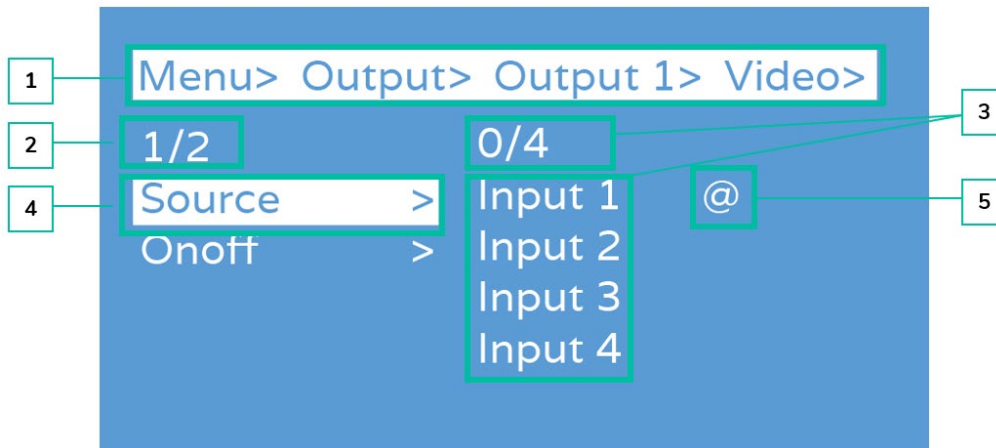 1
Menu> Output> Output 1> Video>
2
1/2
0/4
3
4
Source >
Input 1
@
5
Onoff >
Input 2
Input 3
Input 4